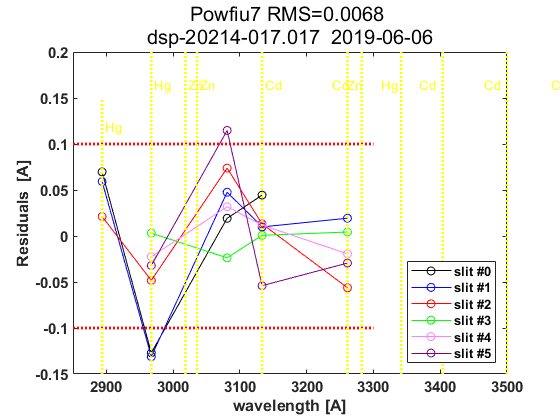 Powfiu7 RMS=0.0068
dsp-20214-017.017 2019-06-06
0.2
0.15
0.1
0.05
0
-0.05
-0.1
-0.15
Residuals [A]
Hg Zn Zn Cd Cd Zn Hg Cd Cd
Hg
slit #0
slit #1
slit #2
slit #3
slit #4
slit #5
2900 3000 3100 3200 3300 3400 3500
wavelength [A]